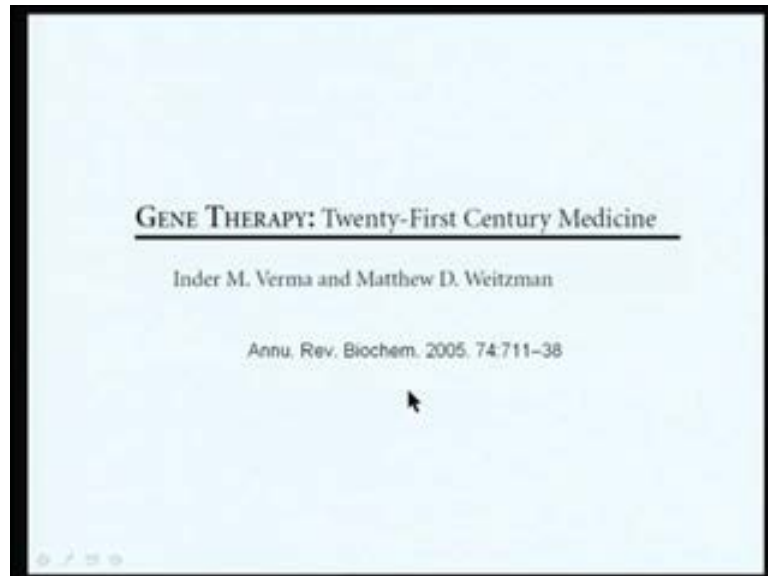 GENE THERAPY: Twenty-First Century Medicine
Inder M. Verma and Matthew D. Weitzman
Annu. Rev. Biochem. 2005. 74:711–38